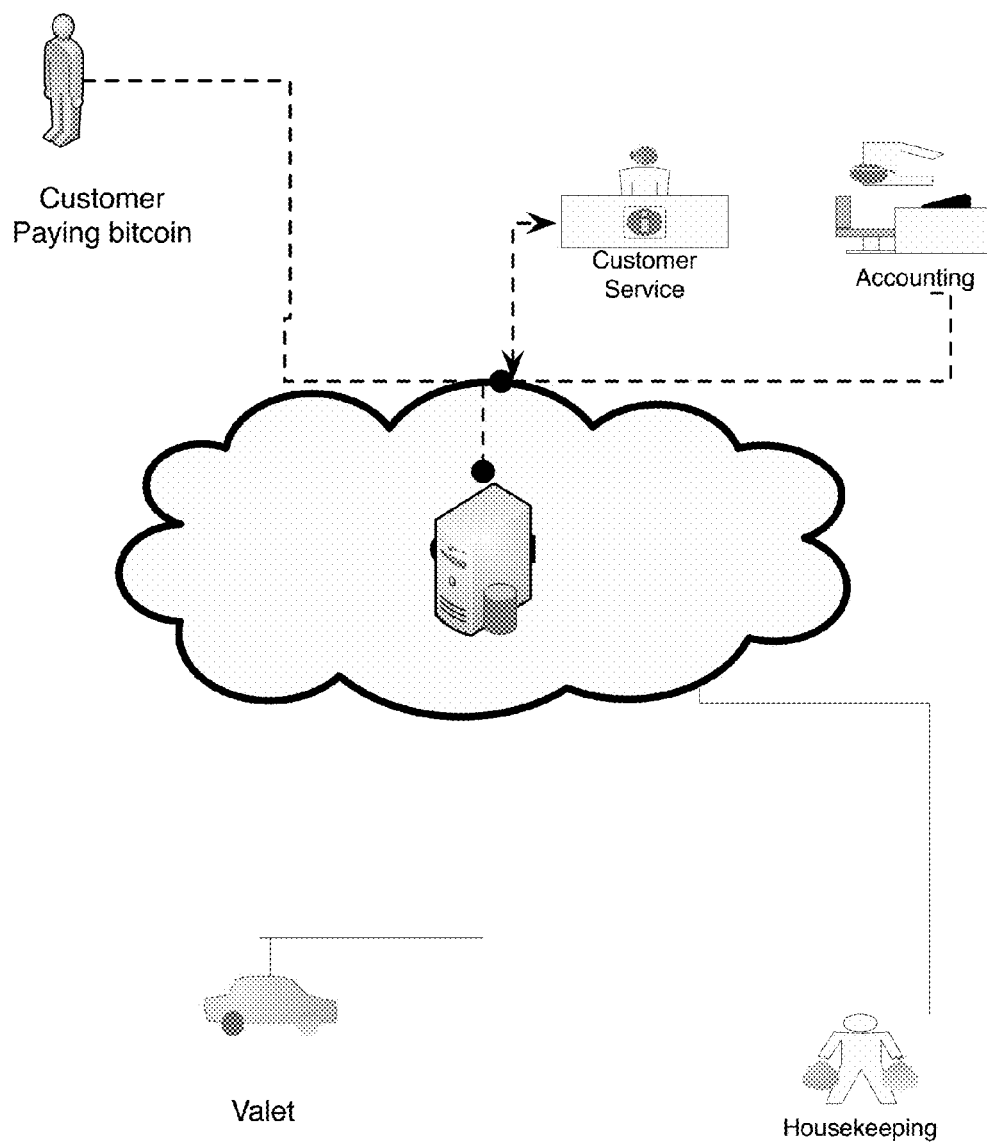 Customer
Paying bitcoin
Customer
Service
Accounting
Valet
Housekeeping